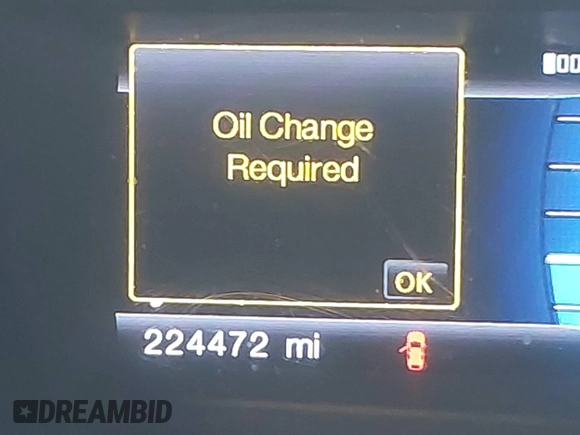 Oil Change
Required
OK
224472 mi
DREAMBID